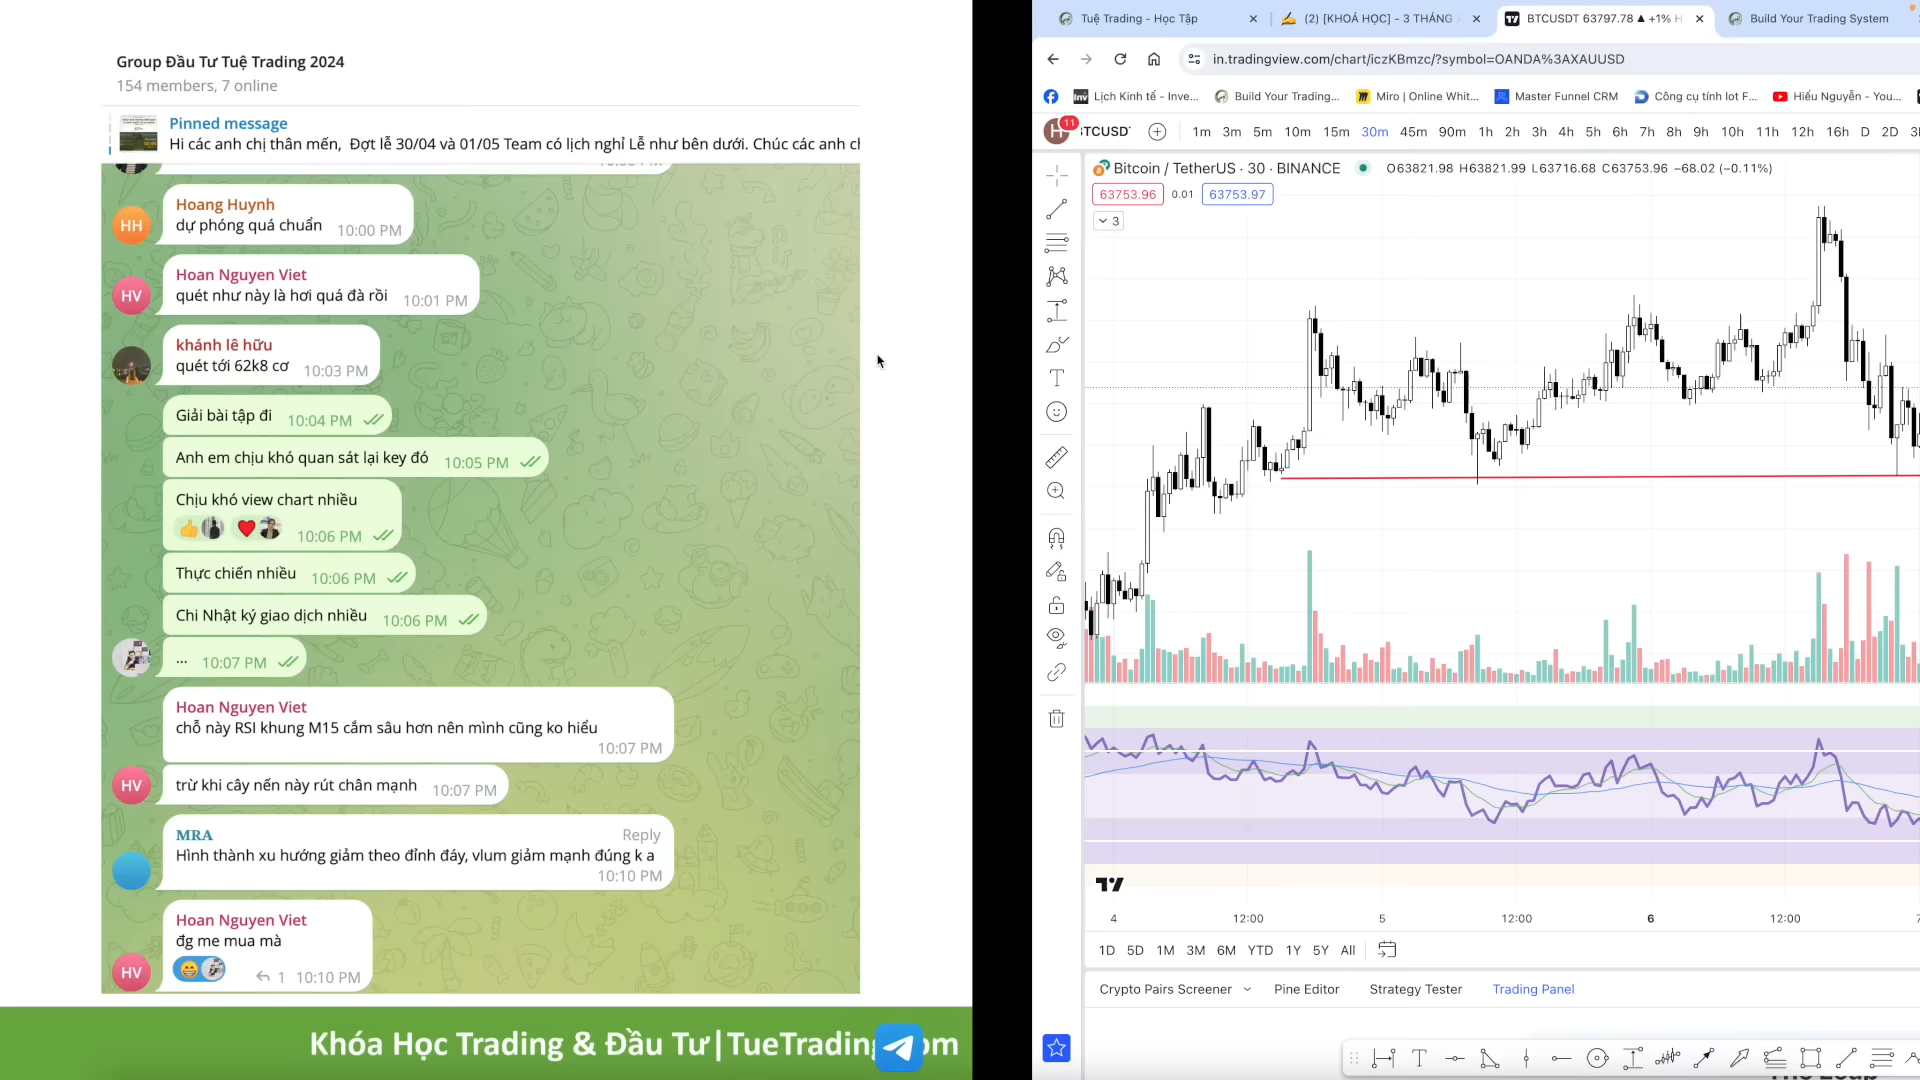 Group Đầu Tư Tuệ Trading 2024
154 members, 7 online
Pinned message
Hi các anh chị thân mến, Đợt lễ 30/04 và 01/05 Team có lịch nghỉ Lễ như bên dưới. Chúc các anh
Hoang Huynh
dự phóng quá chuẩn 10:00 PM
HH
Hoan Nguyen Viet
quét như này là hơi quá đà rồi 10:01 PM
HV
khánh lê hữu
quét tới 62k8 cơ 10:03 PM
Giải bài tập đi 10:04 PM
Anh em chịu khó quan sát lại key đó 10:05 PM
Chịu khó view chart nhiều
10:06 PM
Thực chiến nhiều 10:06 PM
Chi Nhật ký giao dịch nhiều 10:06 PM
... 10:07 PM
Hoan Nguyen Viet
chỗ này RSI khung M15 cắm sâu hơn nên mình cũng ko hiểu
10:07 PM
HV
trừ khi cây nến này rút chân mạnh 10:07 PM
MRA Reply
Hình thành xu hướng giảm theo đỉnh đáy, vlum giảm mạnh đúng k a
10:10 PM
Hoan Nguyen Viet
đg me mua mà
HV
1 10:10 PM
Khóa Học Trading & Đầu Tư|TueTrading om
Tuệ Trading - Học Tập
(2) [KHOÁ HỌC] - 3 THÁNG
BTCUSDT 63797.78 ▲ +1%
Build Your Trading System
in.tradingview.com/chart/iczKBmzc/?symbol=OANDA%3AXAUUSD
Inv Lịch Kinh tế - Inve...
Build Your Trading...
Miro | Online Whit...
Master Funnel CRM
Công cụ tính lot F...
Hiếu Nguyễn - You...
H 11 BTCUSD 1m 3m 5m 10m 15m 30m 45m 90m 1h 2h 3h 4h 5h 6h 7h 8h 9h 10h 11h 12h 16h D 2D
Bitcoin / TetherUS · 30 · BINANCE O63821.98 H63821.99 L63716.68 C63753.96 −68.02 (−0.11%)
63753.96 0.01 63753.97
3
4 12:00 5 12:00 6 12:00
1D 5D 1M 3M 6M YTD 1Y 5Y All
Crypto Pairs Screener Pine Editor Strategy Tester Trading Panel